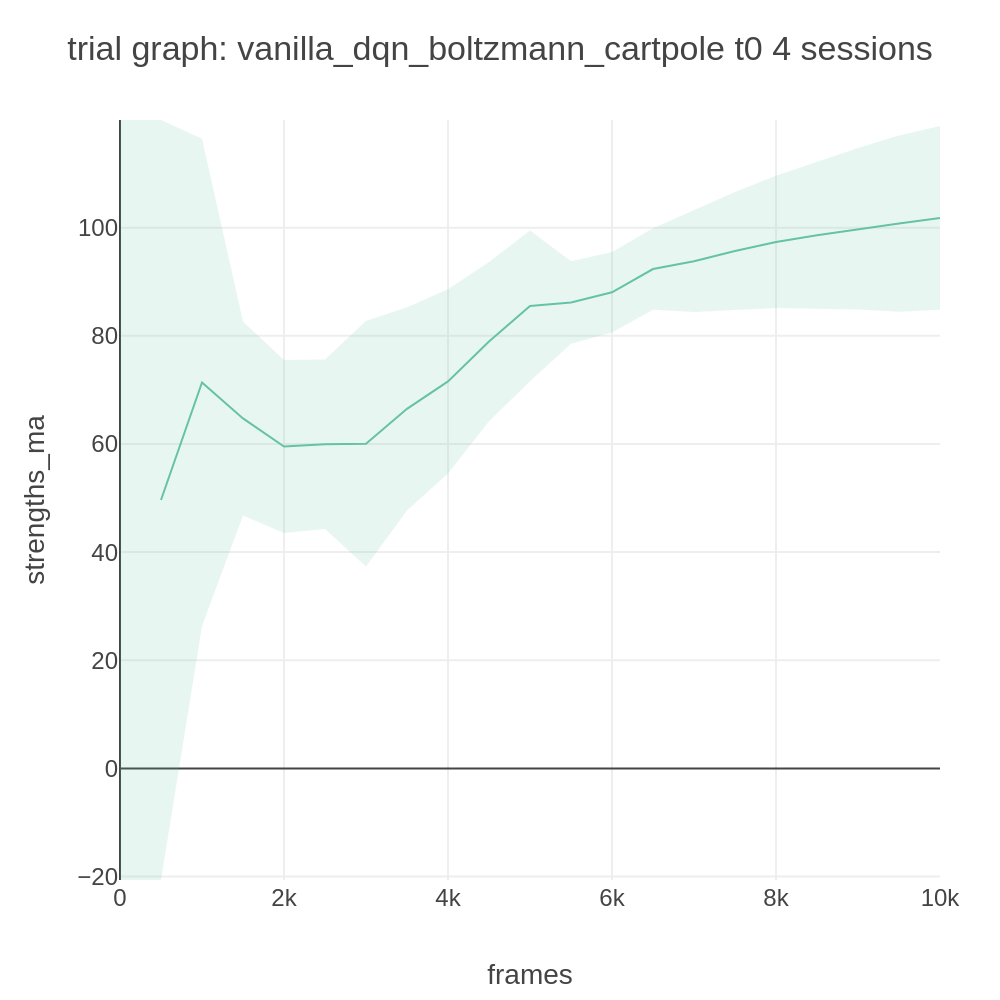 trial graph: vanilla_dqn_boltzmann_cartpole t0 4 sessions
strengths_ma
100
80
60
40
20
0
−20
0 2k 4k 6k 8k 10k
frames